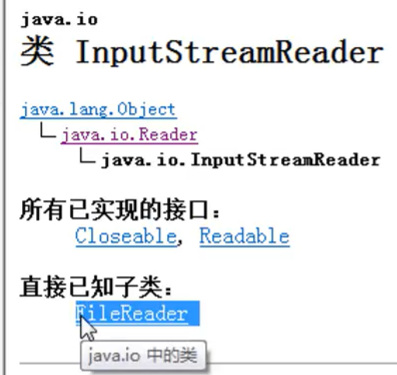 java.io
类 InputStreamReader
java.lang.Object
java.io.Reader
java.io.InputStreamReader
所有已实现的接口：
Closeable, Readable
直接已知子类：
FileReader
java.io 中的类